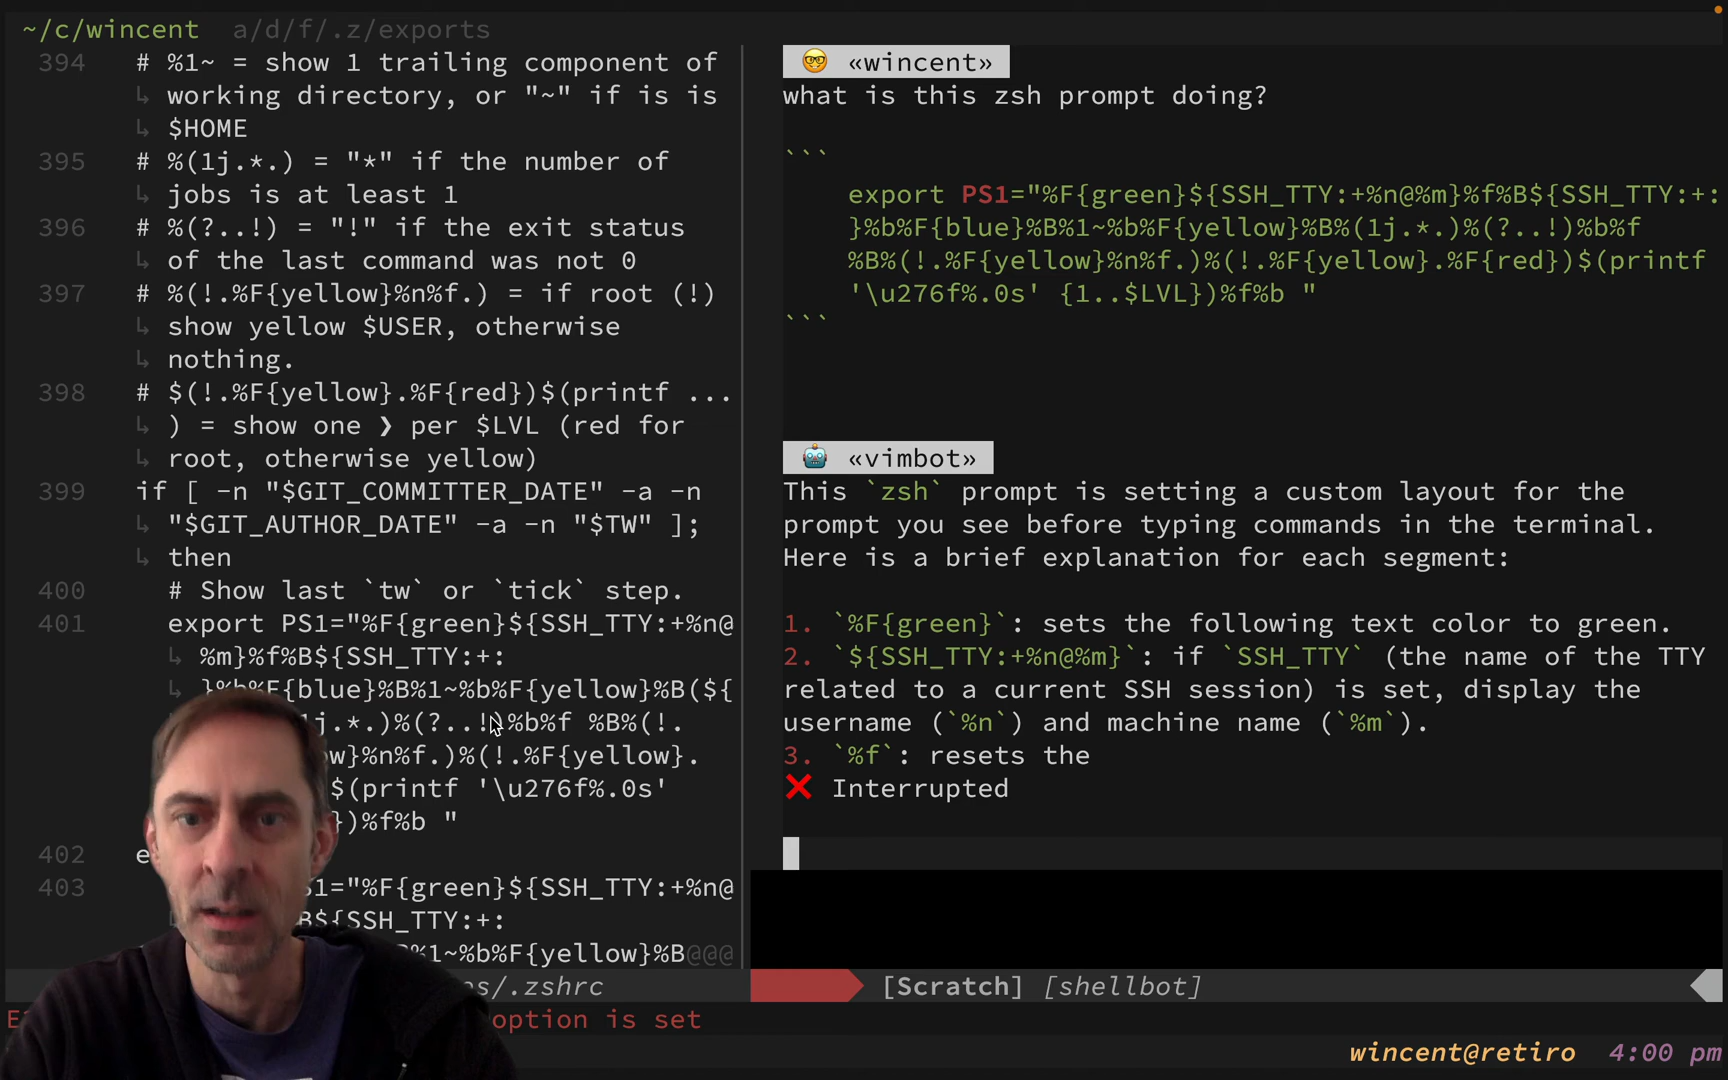 ~/c/wincent a/d/f/.z/exports
394 # %1~ = show 1 trailing component of
↳ working directory, or "~" if is is
↳ $HOME
395 # %(1j.*.) = "*" if the number of
↳ jobs is at least 1
396 # %(?..!) = "!" if the exit status
↳ of the last command was not 0
397 # %(!.%F{yellow}%n%f.) = if root (!)
↳ show yellow $USER, otherwise
↳ nothing.
398 # $(!.%F{yellow}.%F{red})$(printf ...
↳ ) = show one ❯ per $LVL (red for
↳ root, otherwise yellow)
399 if [ -n "$GIT_COMMITTER_DATE" -a -n
↳ "$GIT_AUTHOR_DATE" -a -n "$TW" ];
↳ then
400 # Show last `tw` or `tick` step.
401 export PS1="%F{green}${SSH_TTY:+%n@
↳ %m}%f%B${SSH_TTY:+:
↳ }%b%F{blue}%B%1~%b%F{yellow}%B(${
1j.*.)%(?..!)%b%f %B%(!.
ow}%n%f.)%(!.%F{yellow}.
$(printf '\u276f%.0s'
})%f%b "
402 e
403 S1="%F{green}${SSH_TTY:+%n@
B${SSH_TTY:+:
%B%1~%b%F{yellow}%B@@@
/.zshrc
option is set
🤓 «wincent»
what is this zsh prompt doing?
```
export PS1="%F{green}${SSH_TTY:+%n@%m}%f%B${SSH_TTY:+:
}%b%F{blue}%B%1~%b%F{yellow}%B%(1j.*.)%(?..!)%b%f
%B%(!.%F{yellow}%n%f.)%(!.%F{yellow}.%F{red})$(printf
'\u276f%.0s' {1..$LVL})%f%b "
```
🤖 «vimbot»
This `zsh` prompt is setting a custom layout for the
prompt you see before typing commands in the terminal.
Here is a brief explanation for each segment:
1. `%F{green}`: sets the following text color to green.
2. `${SSH_TTY:+%n@%m}`: if `SSH_TTY` (the name of the TTY
related to a current SSH session) is set, display the
username (`%n`) and machine name (`%m`).
3. `%f`: resets the
❌ Interrupted
[Scratch] [shellbot]
wincent@retiro 4:00 pm